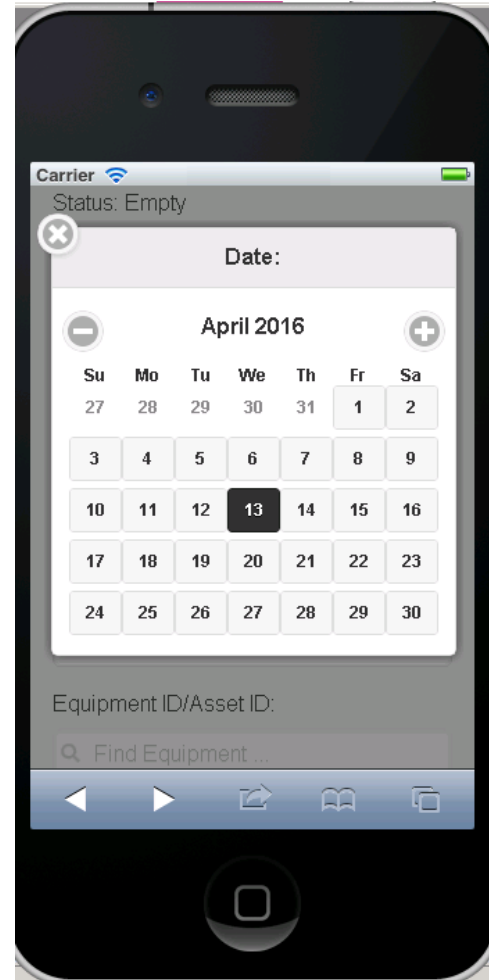 Carrier
Status: Empty
Date:
April 2016
Su Mo Tu We Th Fr Sa
27 28 29 30 31 1 2
3 4 5 6 7 8 9
10 11 12 13 14 15 16
17 18 19 20 21 22 23
24 25 26 27 28 29 30
Equipment ID/Asset ID:
Find Equipment ...